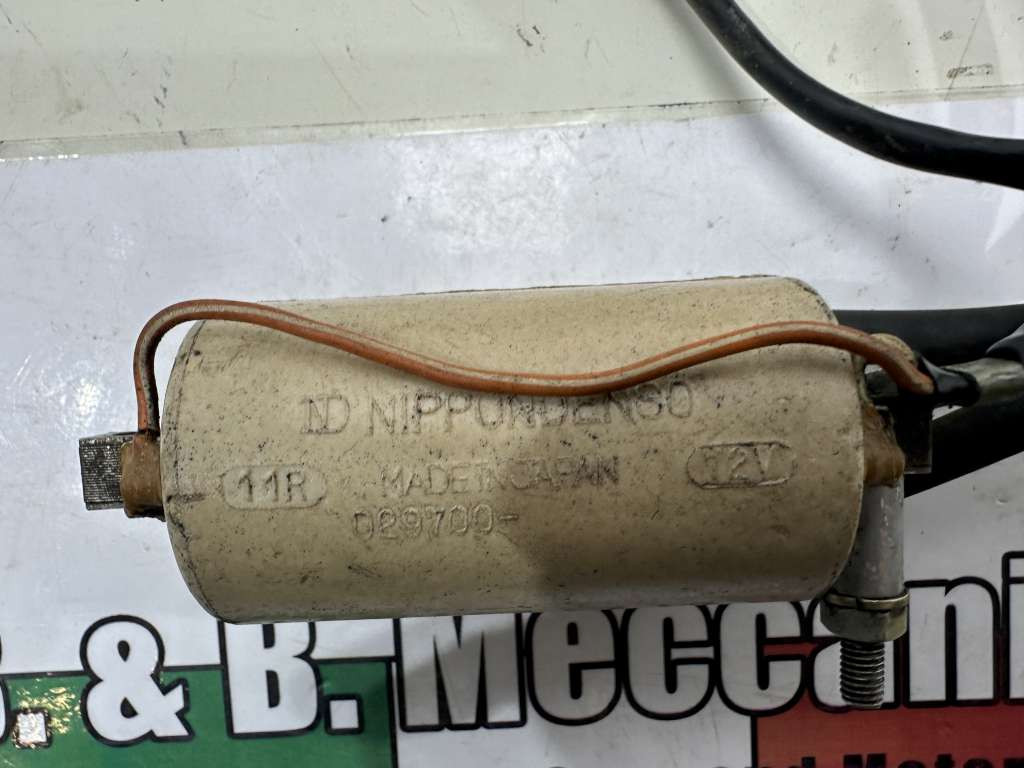 ND NIPPONDENSO
11R MADE IN JAPAN 12V
029700-
& B. Meccani